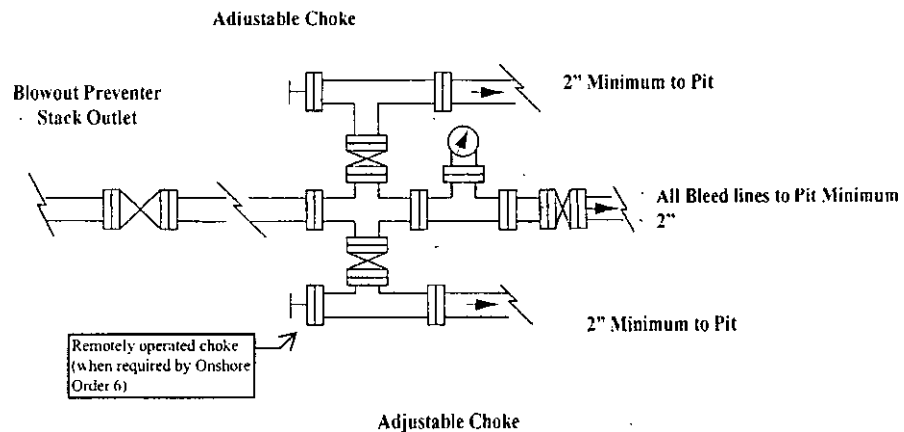 Adjustable Choke
Blowout Preventer
Stack Outlet
2" Minimum to Pit
All Bleed lines to Pit Minimum
2"
2" Minimum to Pit
Remotely operated choke
(when required by Onshore
Order 6)
Adjustable Choke